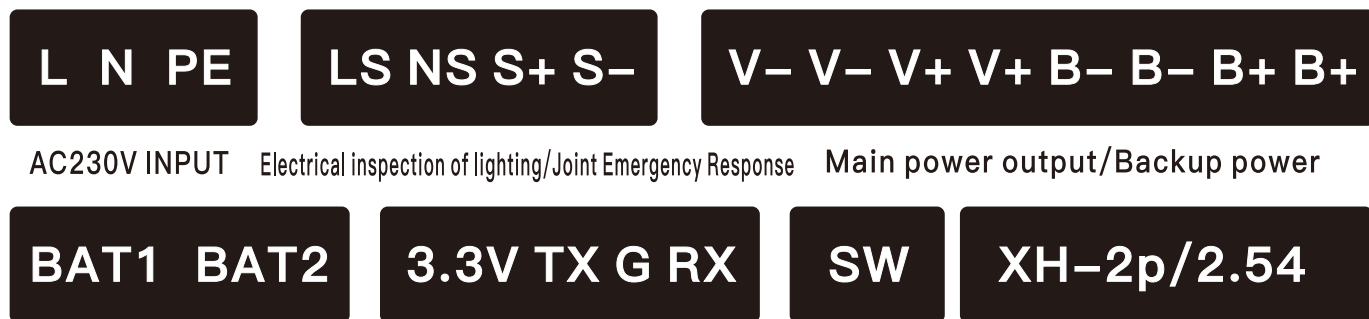 L N PE LS NS S+ S– V– V– V+ V+ B– B– B+ B+
AC230V INPUT Electrical inspection of lighting/Joint Emergency Response Main power output/Backup power
BAT1 BAT2 3.3V TX G RX SW XH–2p/2.54